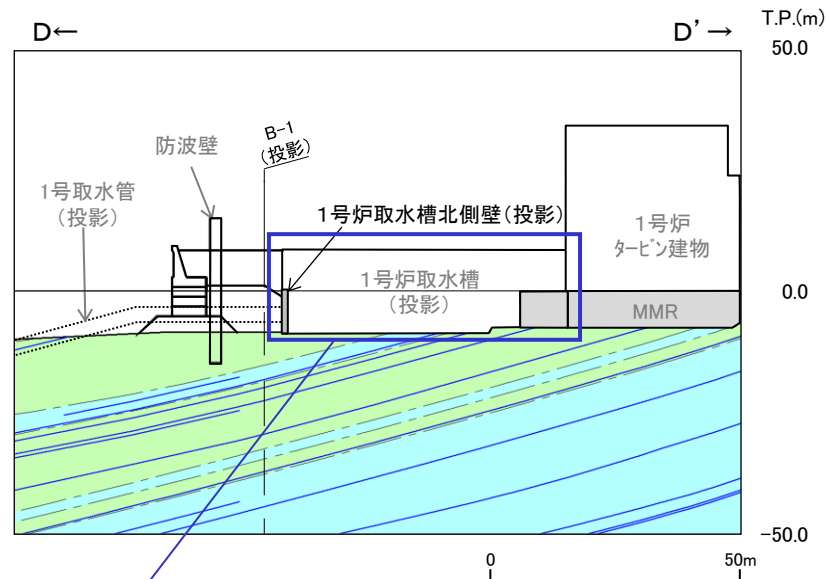 D←
D’→
T.P.(m)
50.0
B-1
(投影)
防波壁
1号取水管
(投影)
1号炉取水槽北側壁(投影)
1号炉取水槽
(投影)
1号炉
タービン建物
0.0
MMR
-50.0
0
50m